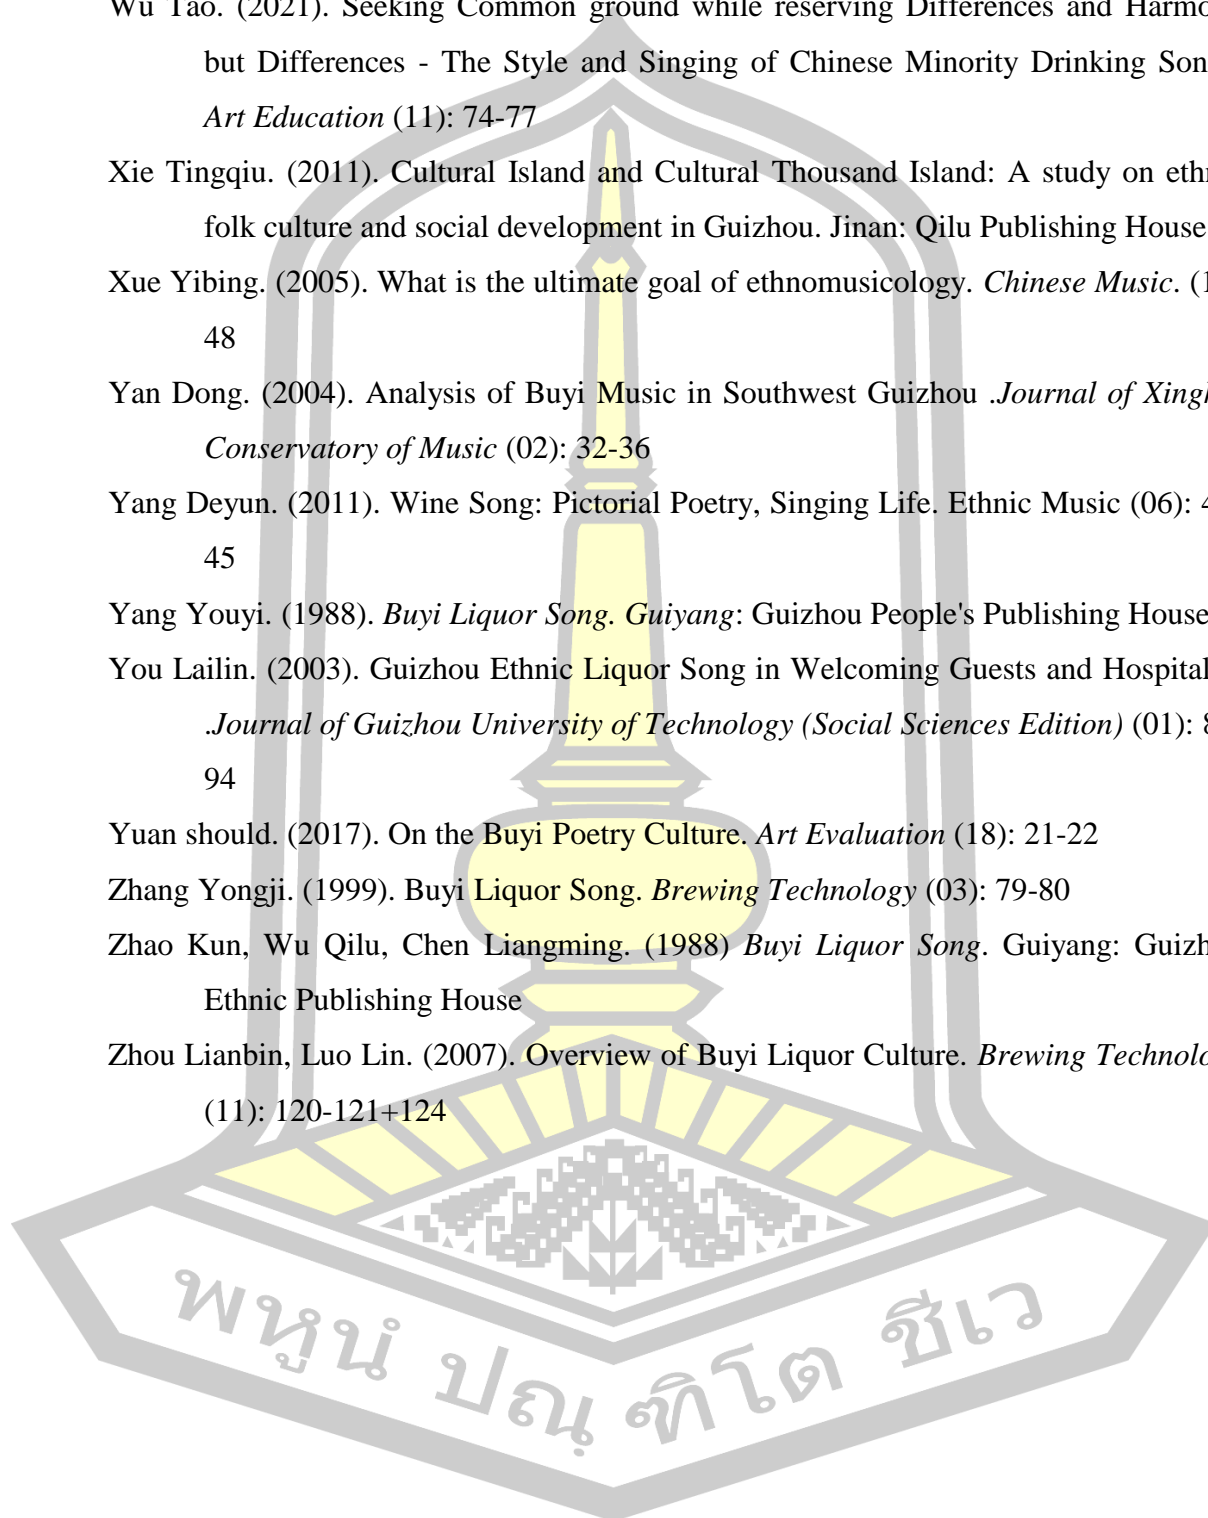 Wu Tao. (2021). Seeking Common ground while reserving Differences and Harmo
but Differences - The Style and Singing of Chinese Minority Drinking Son
Art Education (11): 74-77
Xie Tingqiu. (2011). Cultural Island and Cultural Thousand Island: A study on eth
folk culture and social development in Guizhou. Jinan: Qilu Publishing House
Xue Yibing. (2005). What is the ultimate goal of ethnomusicology. Chinese Music. (1
48
Yan Dong. (2004). Analysis of Buyi Music in Southwest Guizhou .Journal of Xingh
Conservatory of Music (02): 32-36
Yang Deyun. (2011). Wine Song: Pictorial Poetry, Singing Life. Ethnic Music (06): 4
45
Yang Youyi. (1988). Buyi Liquor Song. Guiyang: Guizhou People's Publishing House
You Lailin. (2003). Guizhou Ethnic Liquor Song in Welcoming Guests and Hospital
.Journal of Guizhou University of Technology (Social Sciences Edition) (01): 8
94
Yuan should. (2017). On the Buyi Poetry Culture. Art Evaluation (18): 21-22
Zhang Yongji. (1999). Buyi Liquor Song. Brewing Technology (03): 79-80
Zhao Kun, Wu Qilu, Chen Liangming. (1988) Buyi Liquor Song. Guiyang: Guizh
Ethnic Publishing House
Zhou Lianbin, Luo Lin. (2007). Overview of Buyi Liquor Culture. Brewing Technolo
(11): 120-121+124
พหูนํ ปณฺฑิโต ชีเว